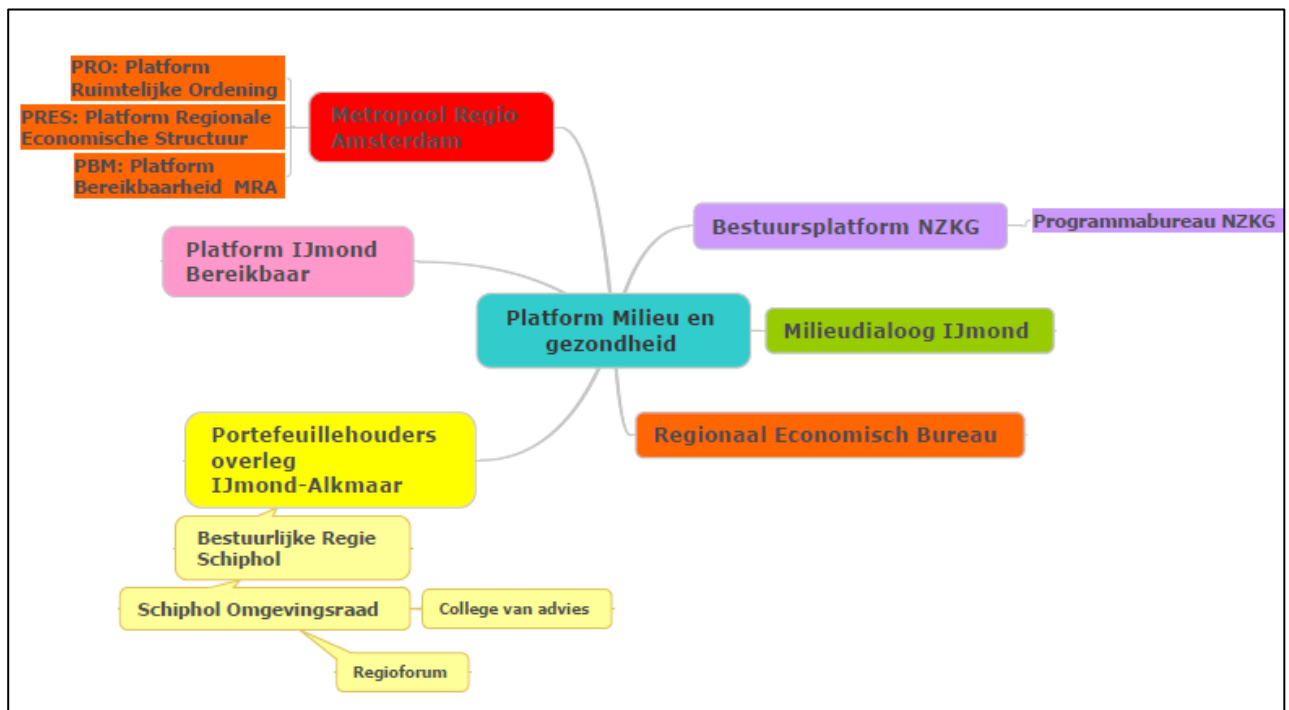 PRO: Platform
Ruimtelijke Ordening
PRES: Platform Regionale
Economische Structuur
PBM: Platform
Bereikbaarheid MRA
Metropool Regio
Amsterdam
Platform IJmond
Bereikbaar
Bestuursplatform NZKG
Programmabureau NZKG
Platform Milieu en
gezondheid
Milieudialoog IJmond
Regionaal Economisch Bureau
Portefeuillehouders
overleg
IJmond-Alkmaar
Bestuurlijke Regie
Schiphol
Schiphol Omgevingsraad
College van advies
Regioforum